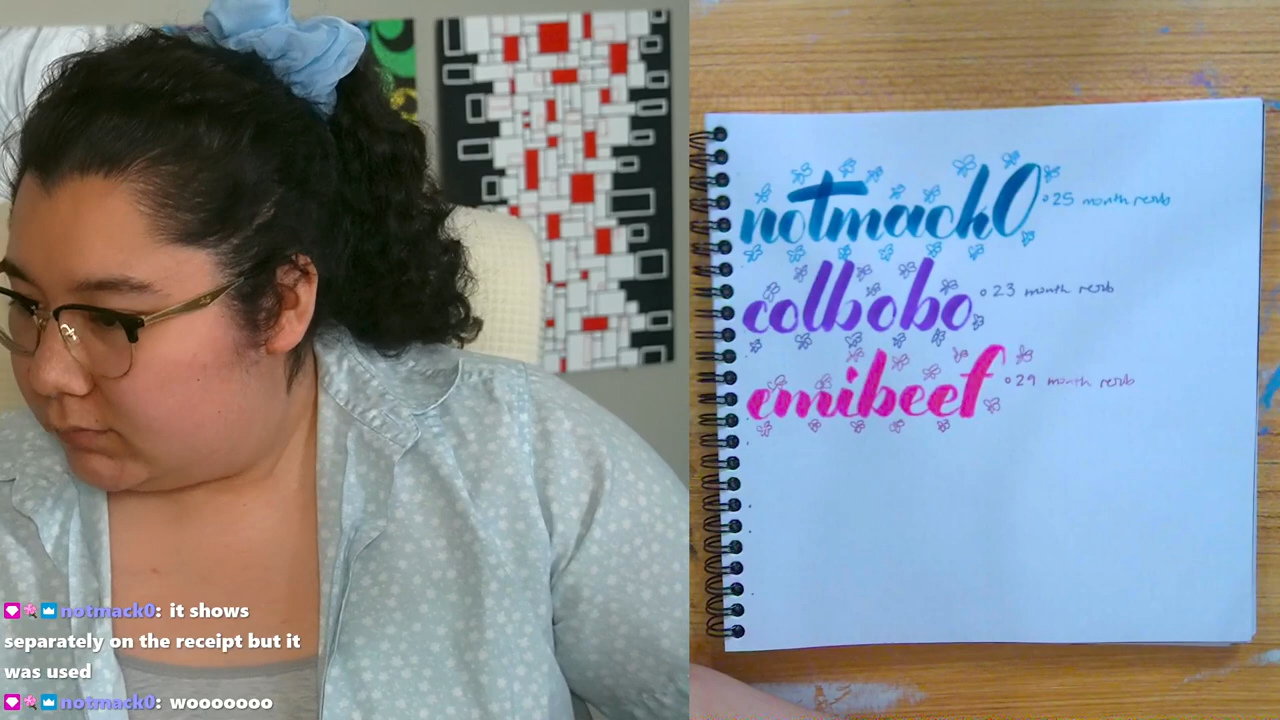 notmack0: it shows
separately on the receipt but it
was used
notmack0: wooooooo
notmack0 25 month resub
colbobo 23 month resub
emibeef 29 month resub